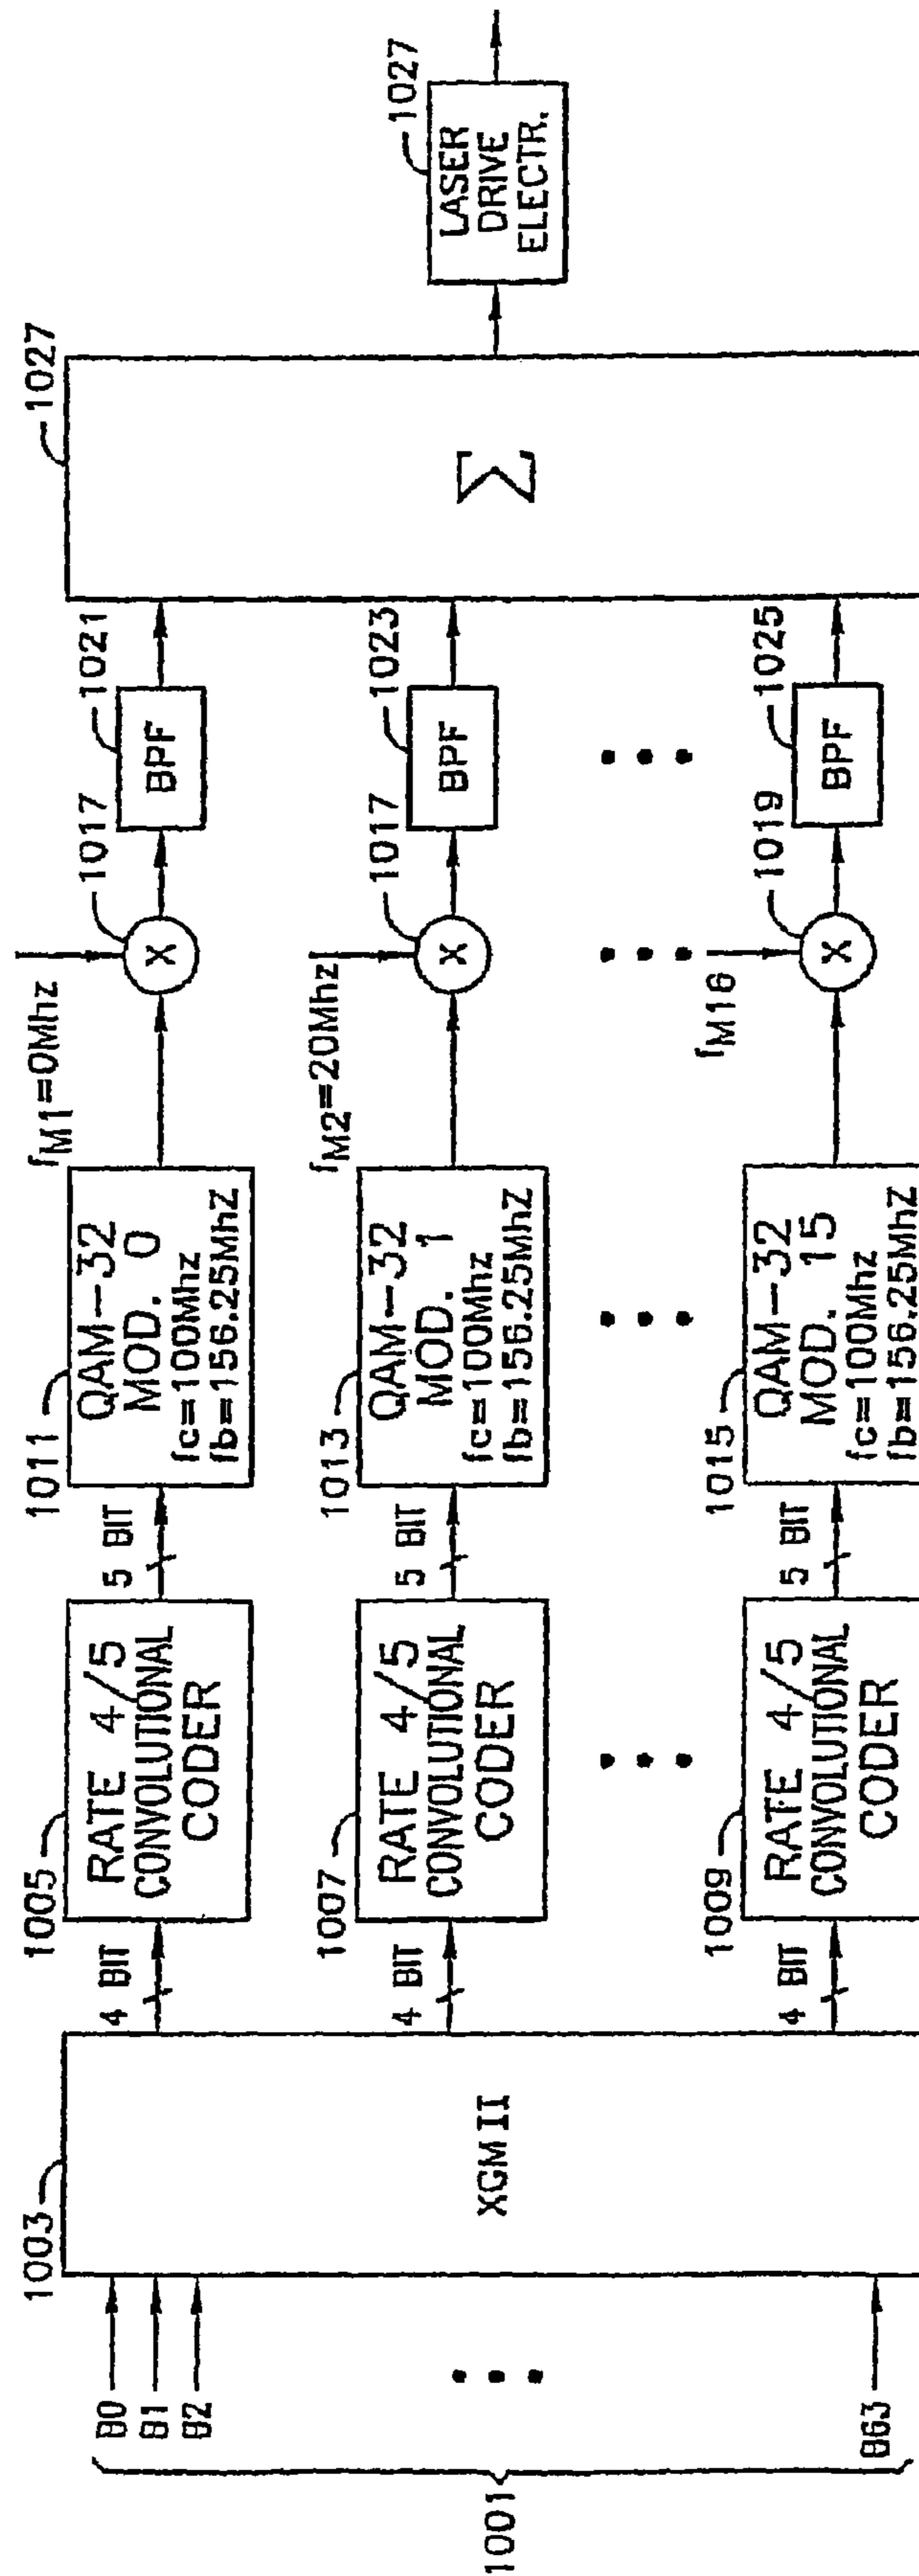 1001
B0
B1
B2
B63
1003
XGMII
4 BIT
4 BIT
4 BIT
1005
RATE 4/5
CONVOLUTIONAL
CODER
1007
RATE 4/5
CONVOLUTIONAL
CODER
1009
RATE 4/5
CONVOLUTIONAL
CODER
5 BIT
5 BIT
5 BIT
1011
QAM-32
MOD. 0
fc=100Mhz
fb=156.25MhZ
1013
QAM-32
MOD. 1
fc=100Mhz
fb=156.25MhZ
1015
QAM-32
MOD. 15
fc=100Mhz
fb=156.25MhZ
fM1=0Mhz
1017
X
fM2=20Mhz
1017
X
fM16
1019
X
1021
BPF
1023
BPF
1025
BPF
1027
Σ
1027
LASER
DRIVE
ELECTR.